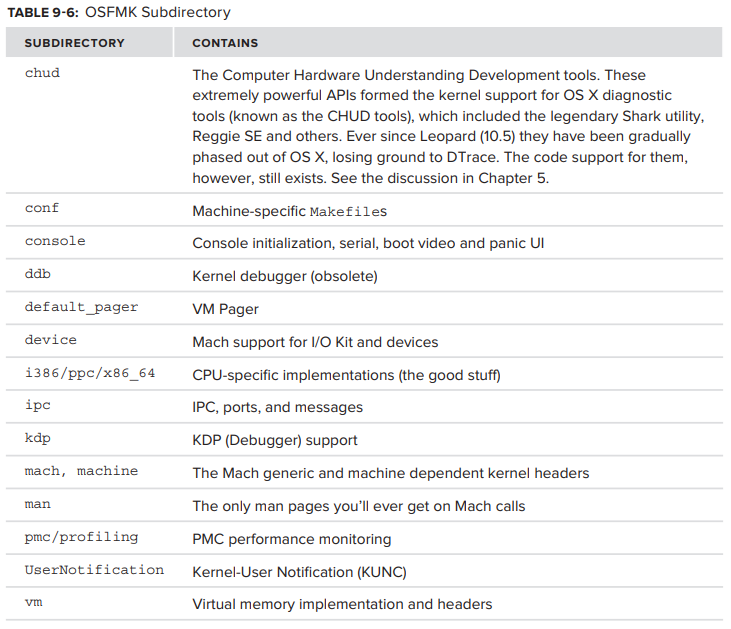 TABLE 9-6: OSFMK Subdirectory
SUBDIRECTORY CONTAINS
chud The Computer Hardware Understanding Development tools. These
extremely powerful APIs formed the kernel support for OS X diagnostic
tools (known as the CHUD tools), which included the legendary Shark utility,
Reggie SE and others. Ever since Leopard (10.5) they have been gradually
phased out of OS X, losing ground to DTrace. The code support for them,
however, still exists. See the discussion in Chapter 5.
conf Machine-specific Makefiles
console Console initialization, serial, boot video and panic UI
ddb Kernel debugger (obsolete)
default_pager VM Pager
device Mach support for I/O Kit and devices
i386/ppc/x86_64 CPU-specific implementations (the good stuff)
ipc IPC, ports, and messages
kdp KDP (Debugger) support
mach, machine The Mach generic and machine dependent kernel headers
man The only man pages you’ll ever get on Mach calls
pmc/profiling PMC performance monitoring
UserNotification Kernel-User Notification (KUNC)
vm Virtual memory implementation and headers